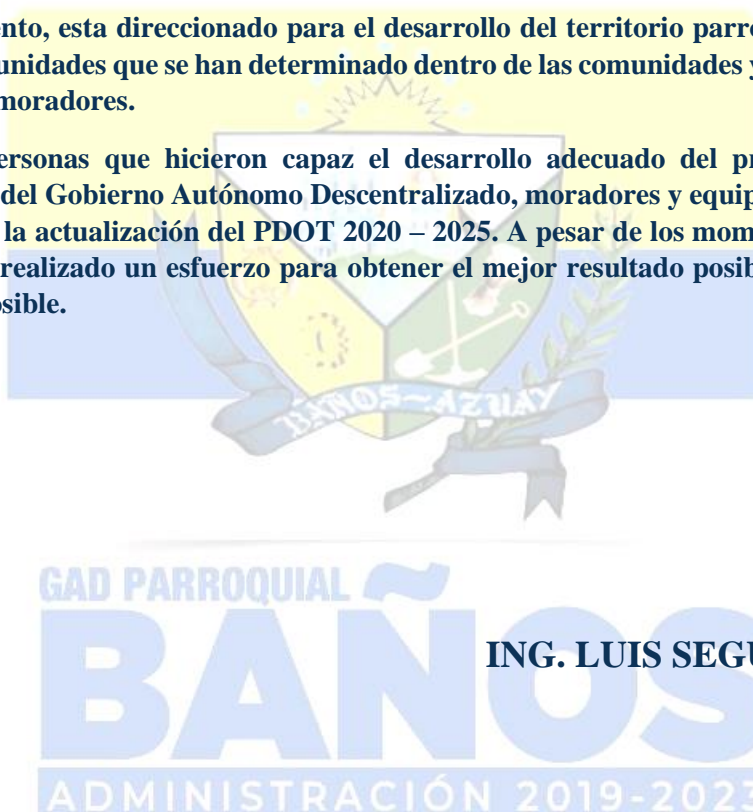 ento, esta direccionado para el desarrollo del territorio parro
unidades que se han determinado dentro de las comunidades y
moradores.
ersonas que hicieron capaz el desarrollo adecuado del pr
del Gobierno Autónomo Descentralizado, moradores y equip
la actualización del PDOT 2020 – 2025. A pesar de los mom
realizado un esfuerzo para obtener el mejor resultado posib
osible.
BAÑOS~AZUAY
GAD PARROQUIAL
BAÑOS
ING. LUIS SEGU
ADMINISTRACIÓN 2019-202